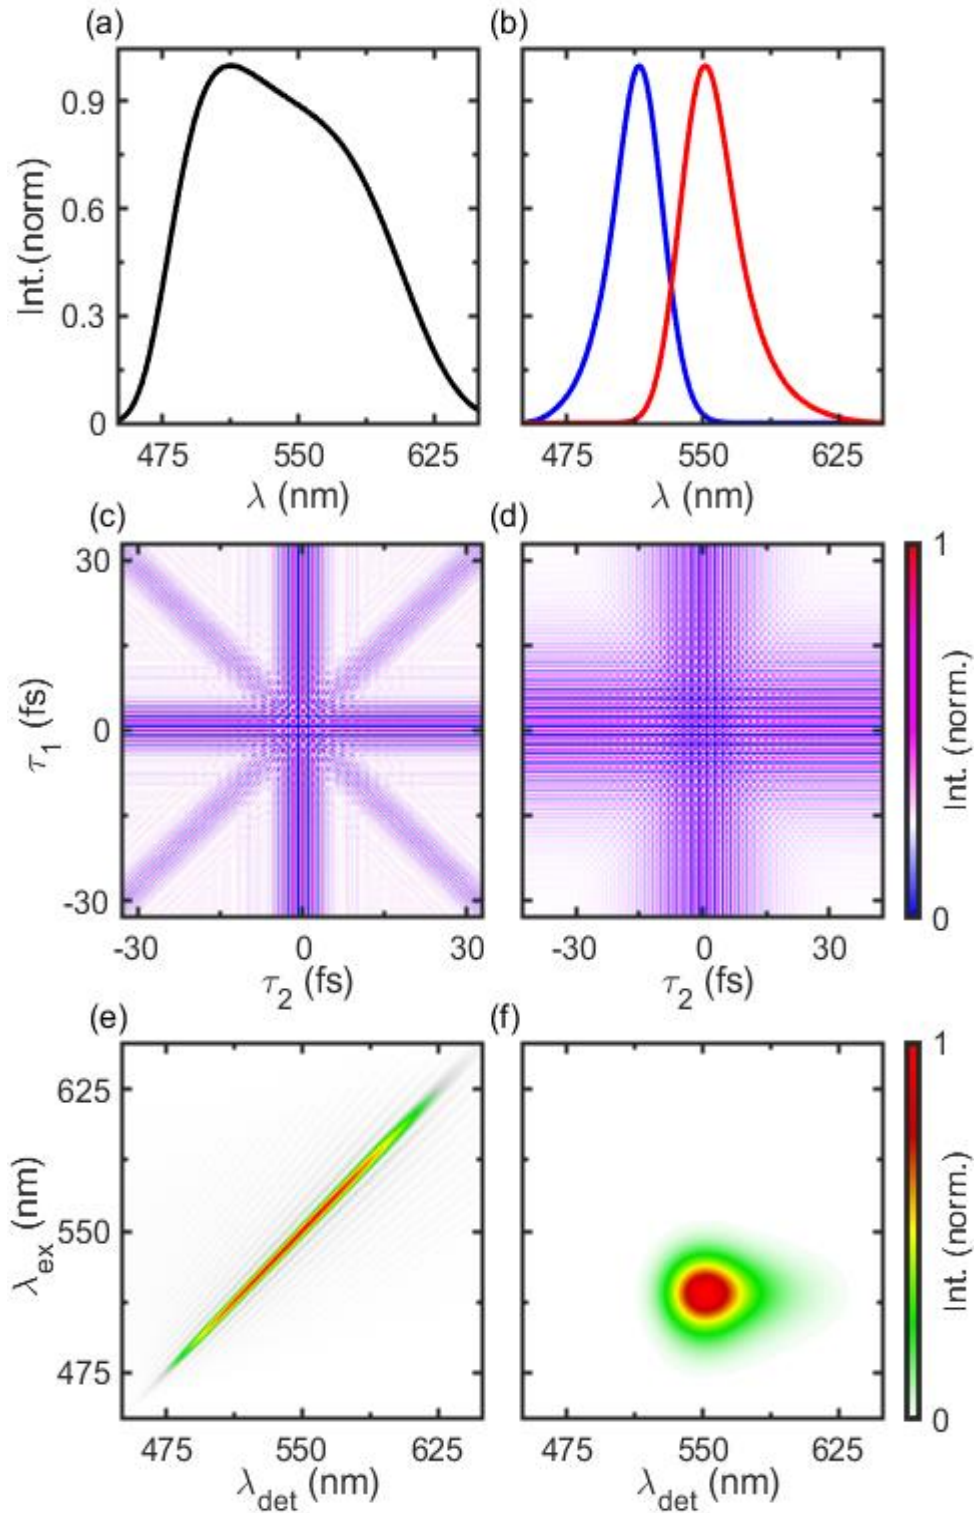 (a) (b)
0.9
0.6
0.3
0
Int.(norm)
475 550 625 475 550 625
λ (nm) λ (nm)
(c) (d)
30
0
-30
τ1 (fs)
-30 0 30 -30 0 30
τ2 (fs) τ2 (fs)
1
0
Int. (norm.)
(e) (f)
625
550
475
λex (nm)
475 550 625 475 550 625
λdet (nm) λdet (nm)
1
0
Int. (norm.)